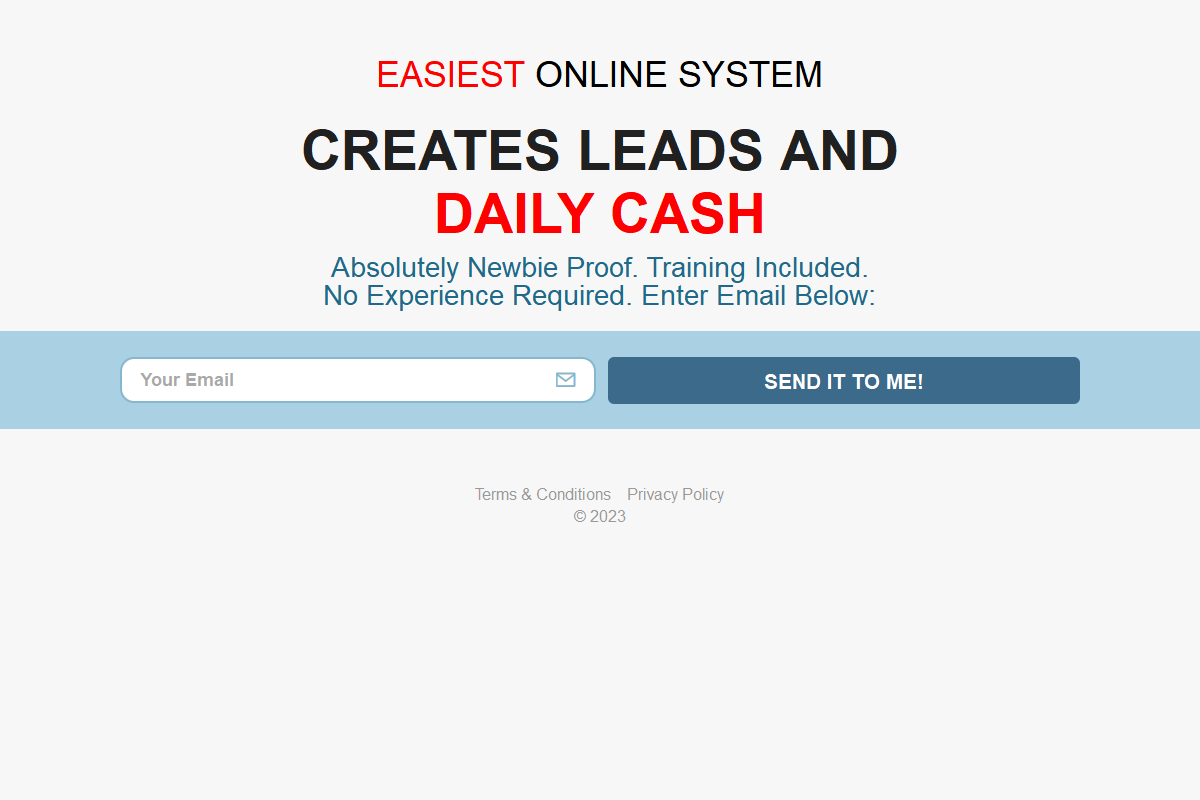 EASIEST ONLINE SYSTEM
CREATES LEADS AND
DAILY CASH
Absolutely Newbie Proof. Training Included.
No Experience Required. Enter Email Below:
Your Email
SEND IT TO ME!
Terms & Conditions Privacy Policy
© 2023